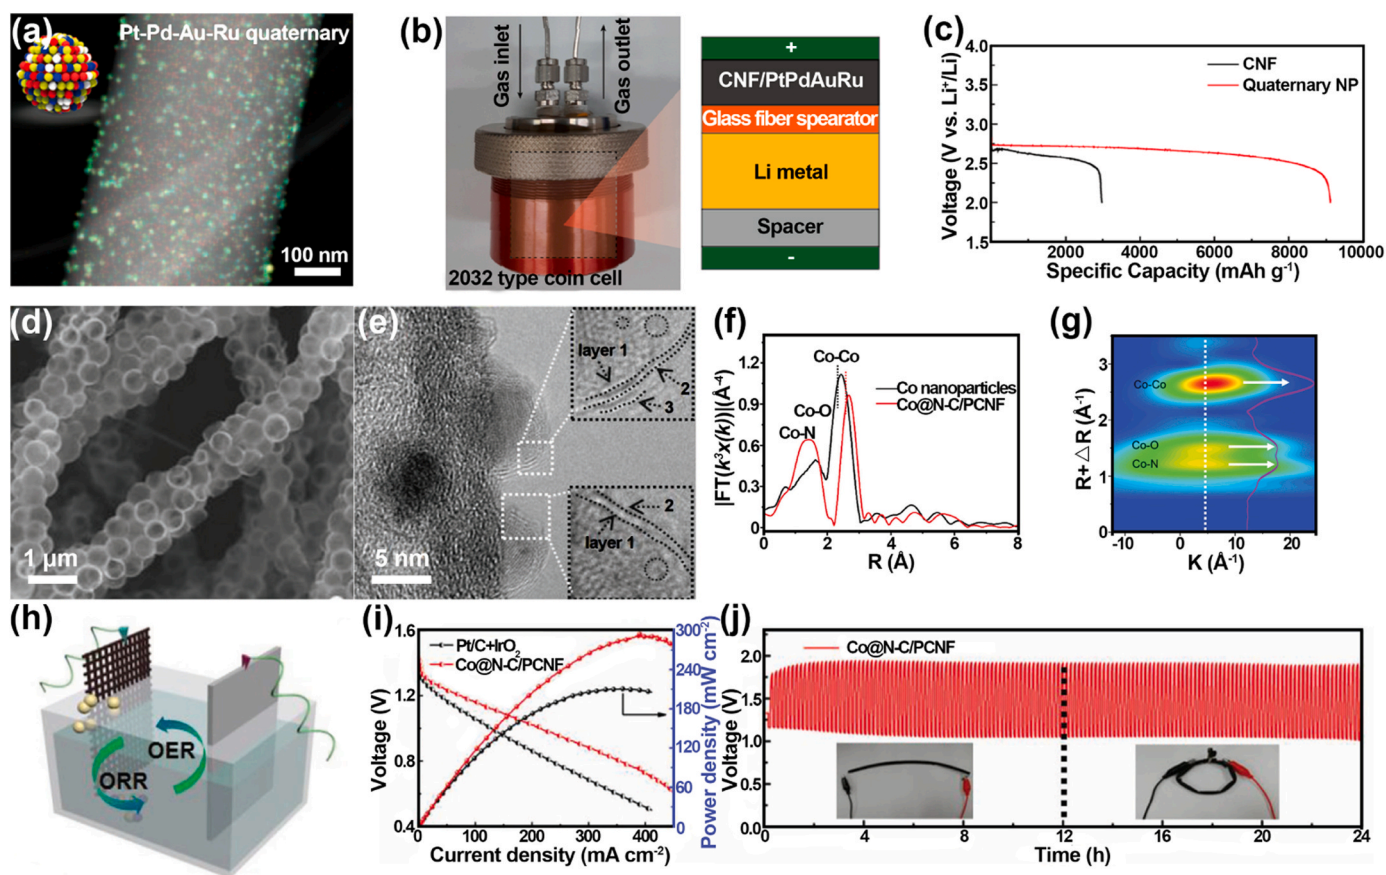 (a)
Pt-Pd-Au-Ru quaternary
100 nm
(b)
Gas inlet
Gas outlet
2032 type coin cell
+
CNF/PtPdAuRu
Glass fiber spearator
Li metal
Spacer
-
(c)
CNF
Quaternary NP
Voltage (V vs. Li⁺/Li)
4.0
3.5
3.0
2.5
2.0
1.5
2000 4000 6000 8000 10000
Specific Capacity (mAh g⁻¹)
(d)
1 μm
(e)
layer 1
2
3
2
layer 1
5 nm
(f)
Co-Co
Co nanoparticles
Co@N-C/PCNF
Co-O
Co-N
|FT(k³x(k))|(Å⁻⁴)
1.2
0.9
0.6
0.3
0
0 2 4 6 8
R (Å)
(g)
Co-Co
Co-O
Co-N
R+△R (Å⁻¹)
3
2
1
0
-10 0 10 20
K (Å⁻¹)
(h)
OER
ORR
(i)
Pt/C+IrO₂
Co@N-C/PCNF
Voltage (V)
1.6
1.2
0.8
0.4
0 100 200 300 400
Current density (mA cm⁻²)
300
240
180
120
60
0
Power density (mW cm⁻²)
(j)
Co@N-C/PCNF
Voltage (V)
2.0
1.5
1.0
0.5
0.0
0 4 8 12 16 20 24
Time (h)